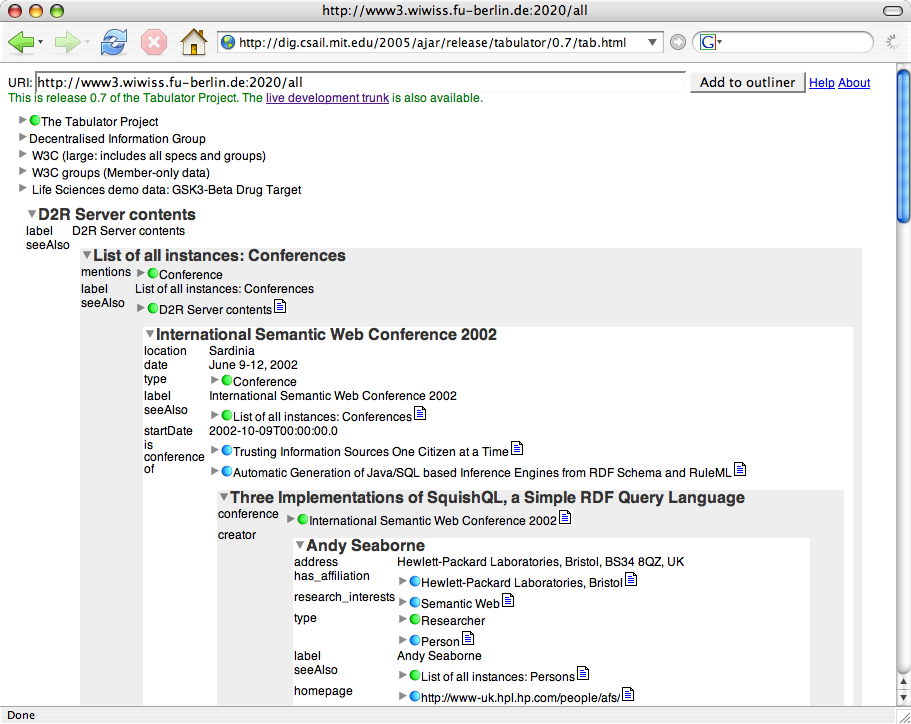 http://www3.wiwiss.fu-berlin.de:2020/all
http://dig.csail.mit.edu/2005/ajar/release/tabulator/0.7/tab.html
G
URI: http://www3.wiwiss.fu-berlin.de:2020/all Add to outliner Help About
This is release 0.7 of the Tabulator Project. The live development trunk is also available.
The Tabulator Project
Decentralised Information Group
W3C (large: includes all specs and groups)
W3C groups (Member-only data)
Life Sciences demo data: GSK3-Beta Drug Target
D2R Server contents
label D2R Server contents
seeAlso
List of all instances: Conferences
mentions Conference
label List of all instances: Conferences
seeAlso D2R Server contents
International Semantic Web Conference 2002
location Sardinia
date June 9-12, 2002
type Conference
label International Semantic Web Conference 2002
seeAlso List of all instances: Conferences
startDate 2002-10-09T00:00:00.0
is
conference Trusting Information Sources One Citizen at a Time
of Automatic Generation of Java/SQL based Inference Engines from RDF Schema and RuleML
Three Implementations of SquishQL, a Simple RDF Query Language
conference International Semantic Web Conference 2002
creator
Andy Seaborne
address Hewlett-Packard Laboratories, Bristol, BS34 8QZ, UK
has_affiliation Hewlett-Packard Laboratories, Bristol
research_interests Semantic Web
type Researcher
Person
label Andy Seaborne
seeAlso List of all instances: Persons
homepage http://www-uk.hpl.hp.com/people/afs/
Done